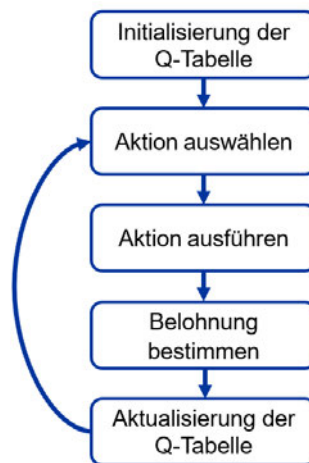 Initialisierung der
Q-Tabelle
Aktion auswählen
Aktion ausführen
Belohnung
bestimmen
Aktualisierung der
Q-Tabelle